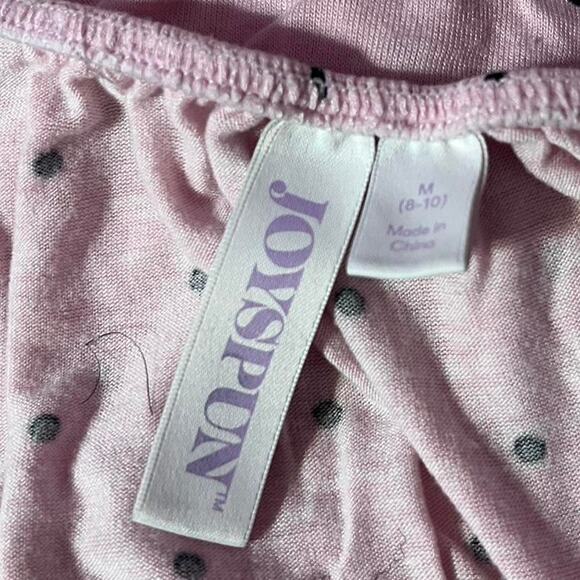 JOYSPUN™
M
(8-10)
Made in
China